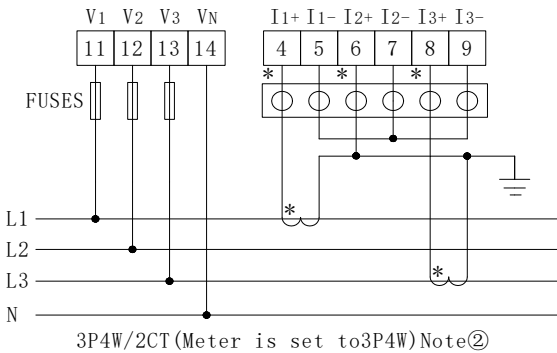 V1 V2 V3 VN I1+ I1- I2+ I2- I3+ I3-
11 12 13 14 4 5 6 7 8 9
* * *
FUSES
L1 *
L2
L3 *
N
3P4W/2CT(Meter is set to3P4W)Note②